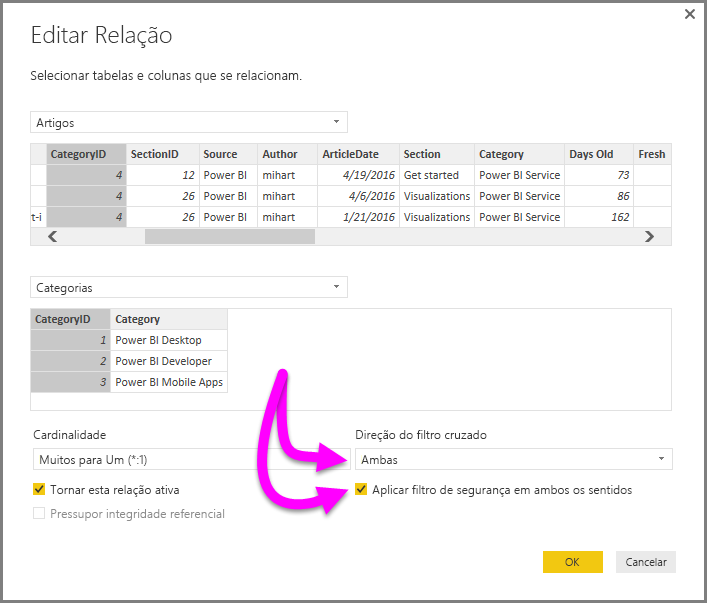 Editar Relação
Selecionar tabelas e colunas que se relacionam.
Artigos
CategoryID SectionID Source Author ArticleDate Section Category Days Old Fresh
4 12 Power BI mihart 4/19/2016 Get started Power BI Service 73
4 26 Power BI mihart 4/6/2016 Visualizations Power BI Service 86
t-i 4 26 Power BI mihart 1/21/2016 Visualizations Power BI Service 162
Categorias
CategoryID Category
1 Power BI Desktop
2 Power BI Developer
3 Power BI Mobile Apps
Cardinalidade Direção do filtro cruzado
Muitos para Um (*:1) Ambas
Tornar esta relação ativa Aplicar filtro de segurança em ambos os sentidos
Pressupor integridade referencial
OK Cancelar